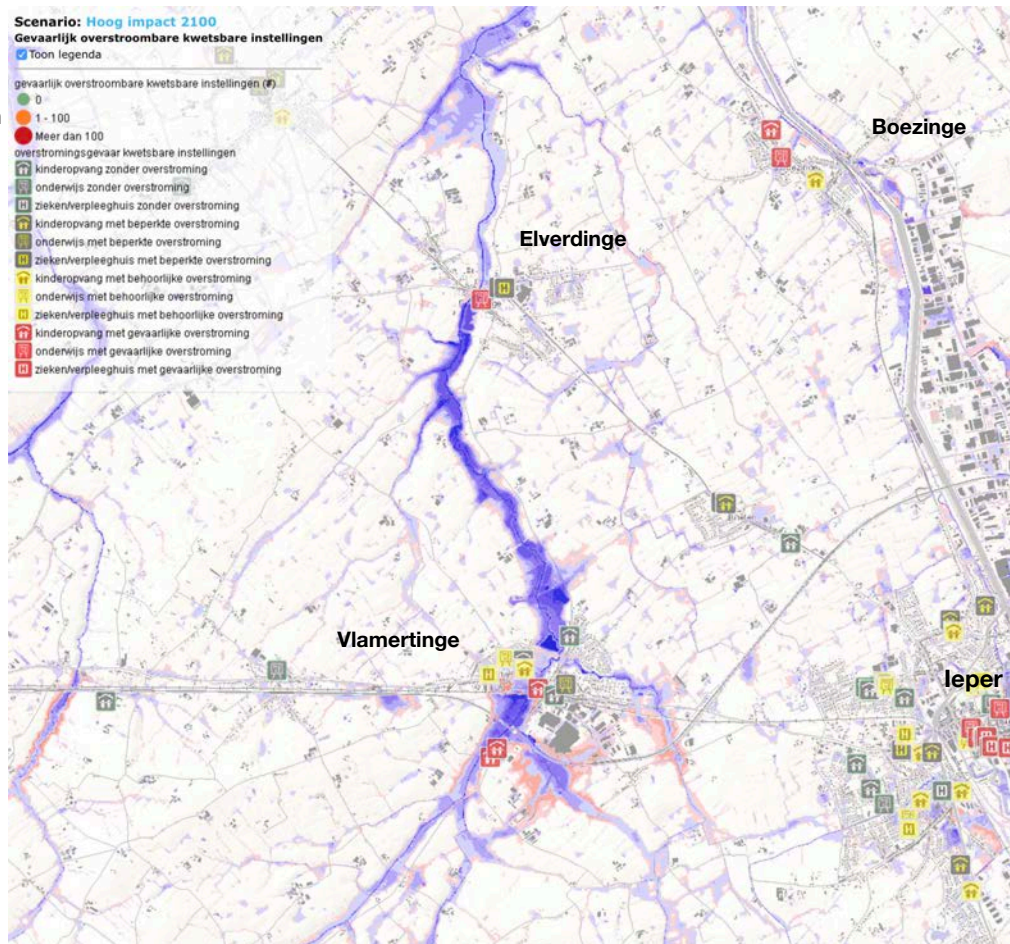 Scenario: Hoog impact 2100
Gevaarlijk overstroombare kwetsbare instellingen
Toon legenda
gevaarlijk overstroombare kwetsbare instellingen (#)
0
1 - 100
Meer dan 100
overstromingsgevaar kwetsbare instellingen
kinderopvang zonder overstroming
onderwijs zonder overstroming
zieken/verpleeghuis zonder overstroming
kinderopvang met beperkte overstroming
onderwijs met beperkte overstroming
zieken/verpleeghuis met beperkte overstroming
kinderopvang met behoorlijke overstroming
onderwijs met behoorlijke overstroming
zieken/verpleeghuis met behoorlijke overstroming
kinderopvang met gevaarlijke overstroming
onderwijs met gevaarlijke overstroming
zieken/verpleeghuis met gevaarlijke overstroming
Boezinge
Elverdinge
Vlamertinge
Ieper